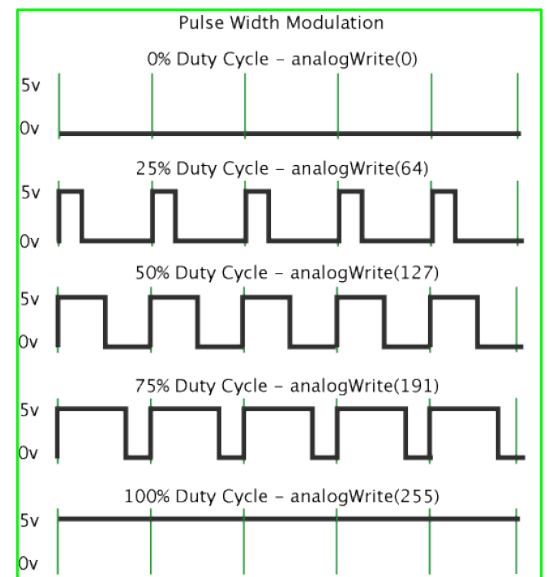 Pulse Width Modulation
0% Duty Cycle – analogWrite(0)
5v
0v
25% Duty Cycle – analogWrite(64)
5v
0v
50% Duty Cycle – analogWrite(127)
5v
0v
75% Duty Cycle – analogWrite(191)
5v
0v
100% Duty Cycle – analogWrite(255)
5v
0v